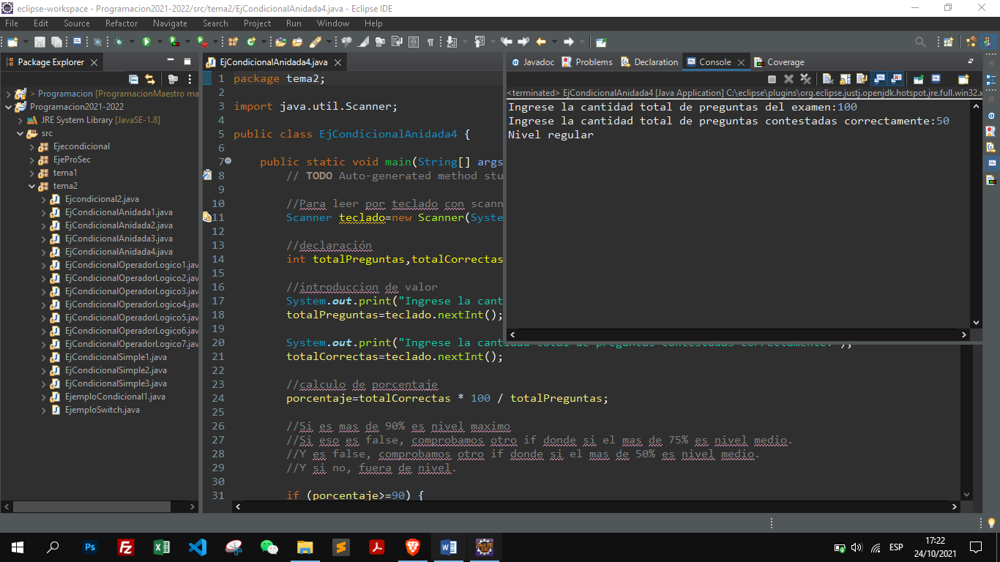 eclipse-workspace - Programacion2021-2022/src/tema2/EjCondicionalAnidada4.java - Eclipse IDE
File Edit Source Refactor Navigate Search Project Run Window Help
Package Explorer
> Programacion [ProgramacionMaestro ma
Programacion2021-2022
JRE System Library [JavaSE-1.8]
src
Ejecondicional
EjeProSec
tema1
tema2
Ejcondicional2.java
EjCondicionalAnidada1.java
EjCondicionalAnidada2.java
EjCondicionalAnidada3.java
EjCondicionalAnidada4.java
EjCondicionalOperadorLogico1.jav
EjCondicionalOperadorLogico2.jav
EjCondicionalOperadorLogico3.jav
EjCondicionalOperadorLogico4.jav
EjCondicionalOperadorLogico5.jav
EjCondicionalOperadorLogico6.jav
EjCondicionalOperadorLogico7.jav
EjCondicionalSimple1.java
EjCondicionalSimple2.java
EjCondicionalSimple3.java
EjemploCondicional1.java
EjemploSwitch.java
EjCondicionalAnidada4.java
1 package tema2;
2
3 import java.util.Scanner;
4
5 public class EjCondicionalAnidada4 {
6
7 public static void main(String[] args
8 // TODO Auto-generated method stu
9
10 //Para leer por teclado con scann
11 Scanner teclado=new Scanner(Syste
12
13 //declaración
14 int totalPreguntas,totalCorrectas
15
16 //introduccion de valor
17 System.out.print("Ingrese la cant
18 totalPreguntas=teclado.nextInt();
19
20 System.out.print("Ingrese la cantidad total de preguntas contestadas correctamente:");
21 totalCorrectas=teclado.nextInt();
22
23 //calculo de porcentaje
24 porcentaje=totalCorrectas * 100 / totalPreguntas;
25
26 //Si es mas de 90% es nivel maximo
27 //Si eso es false, comprobamos otro if donde si el mas de 75% es nivel medio.
28 //Y es false, comprobamos otro if donde si el mas de 50% es nivel medio.
29 //Y si no, fuera de nivel.
30
31 if (porcentaje>=90) {
Javadoc Problems Declaration Console Coverage
<terminated> EjCondicionalAnidada4 [Java Application] C:\eclipse\plugins\org.eclipse.justj.openjdk.hotspot.jre.full.win32.x
Ingrese la cantidad total de preguntas del examen:100
Ingrese la cantidad total de preguntas contestadas correctamente:50
Nivel regular
ESP
17:22
24/10/2021